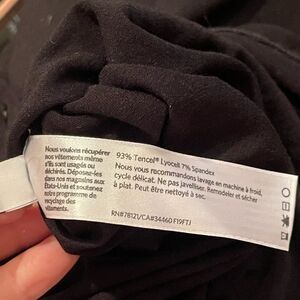 Nous voulons récupérer
nos vêtements même
s'ils sont usagés ou
déchirés. Déposez-les
dans nos magasins aux
États-Unis et soutenez
notre programme de
recyclage des
vêtements.
93% Tencel® Lyocell 7% Spandex
Nous vous recommandons lavage en machine à froid,
cycle délicat. Ne pas javelliser. Remodeler et sécher
à plat. Peut être nettoyé à sec.
RN#78121/CA#34460 F19FTJ